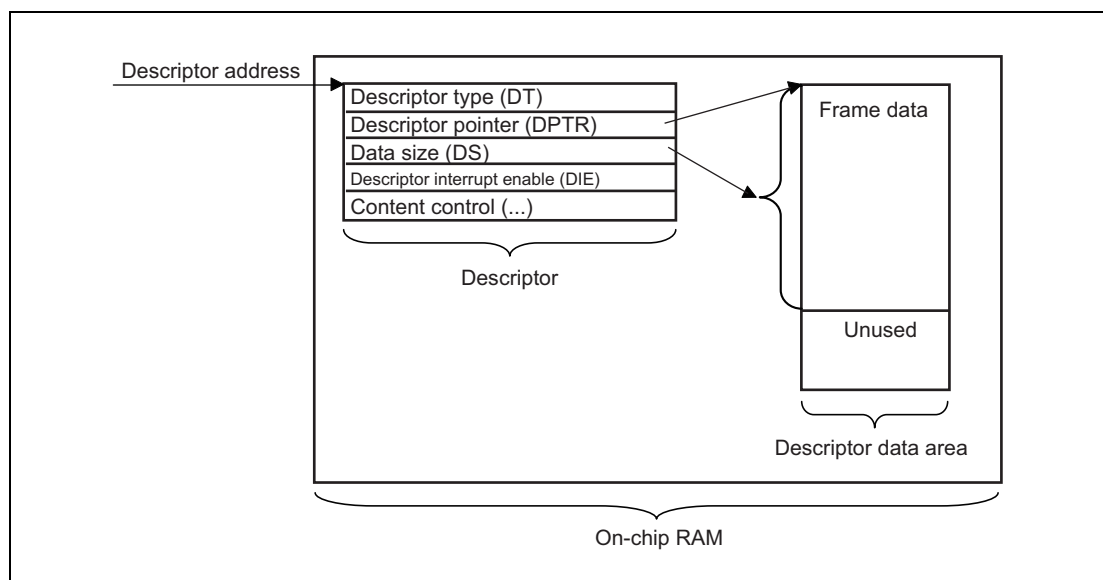 Descriptor address
Descriptor type (DT)
Descriptor pointer (DPTR)
Data size (DS)
Descriptor interrupt enable (DIE)
Content control (...)
Descriptor
Frame data
Unused
Descriptor data area
On-chip RAM